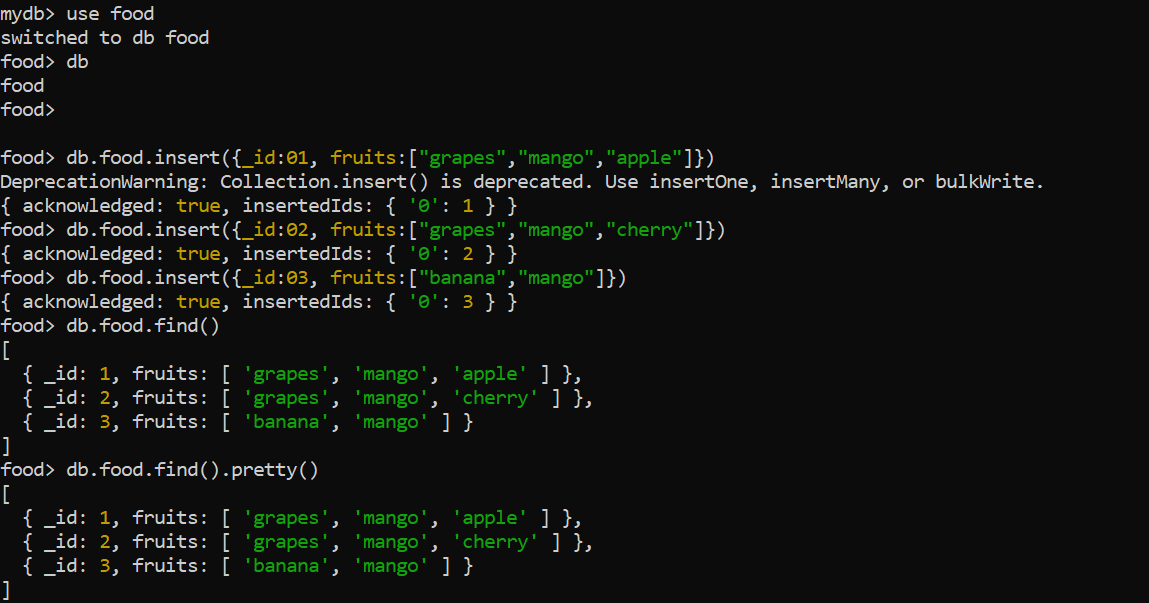 mydb> use food
switched to db food
food> db
food
food>
food> db.food.insert({_id:01, fruits:["grapes","mango","apple"]})
DeprecationWarning: Collection.insert() is deprecated. Use insertOne, insertMany, or bulkWrite.
{ acknowledged: true, insertedIds: { '0': 1 } }
food> db.food.insert({_id:02, fruits:["grapes","mango","cherry"]})
{ acknowledged: true, insertedIds: { '0': 2 } }
food> db.food.insert({_id:03, fruits:["banana","mango"]})
{ acknowledged: true, insertedIds: { '0': 3 } }
food> db.food.find()
[
  { _id: 1, fruits: [ 'grapes', 'mango', 'apple' ] },
  { _id: 2, fruits: [ 'grapes', 'mango', 'cherry' ] },
  { _id: 3, fruits: [ 'banana', 'mango' ] }
]
food> db.food.find().pretty()
[
  { _id: 1, fruits: [ 'grapes', 'mango', 'apple' ] },
  { _id: 2, fruits: [ 'grapes', 'mango', 'cherry' ] },
  { _id: 3, fruits: [ 'banana', 'mango' ] }
]